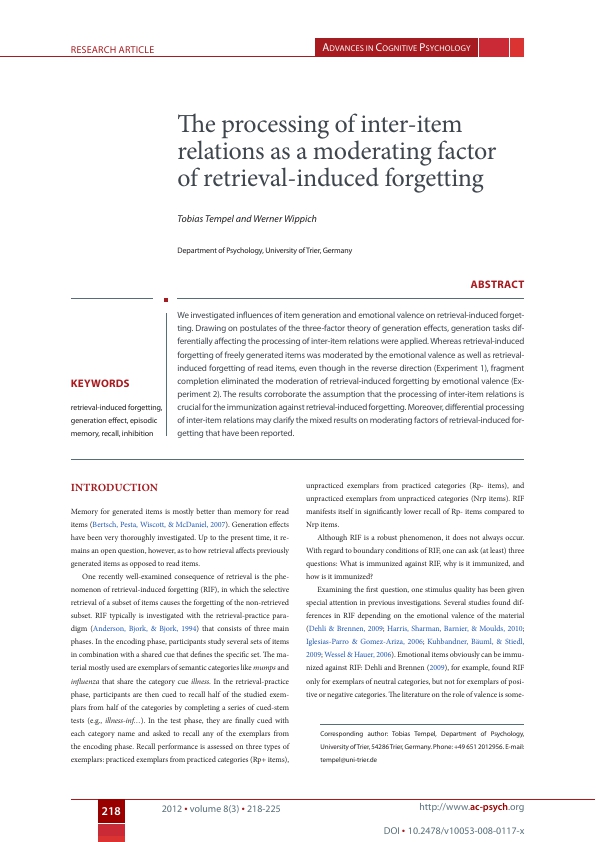 RESEARCH ARTICLE
ADVANCES IN COGNITIVE PSYCHOLOGY
The processing of inter-item
relations as a moderating factor
of retrieval-induced forgetting
Tobias Tempel and Werner Wippich
Department of Psychology, University of Trier, Germany
ABSTRACT
We investigated influences of item generation and emotional valence on retrieval-induced forget-
ting. Drawing on postulates of the three-factor theory of generation effects, generation tasks dif-
ferentially affecting the processing of inter-item relations were applied. Whereas retrieval-induced
forgetting of freely generated items was moderated by the emotional valence as well as retrieval-
induced forgetting of read items, even though in the reverse direction (Experiment 1), fragment
completion eliminated the moderation of retrieval-induced forgetting by emotional valence (Ex-
periment 2). The results corroborate the assumption that the processing of inter-item relations is
crucial for the immunization against retrieval-induced forgetting. Moreover, differential processing
of inter-item relations may clarify the mixed results on moderating factors of retrieval-induced for-
getting that have been reported.
KEYWORDS
retrieval-induced forgetting,
generation effect, episodic
memory, recall, inhibition
INTRODUCTION
Memory for generated items is mostly better than memory for read
items (Bertsch, Pesta, Wiscott, & McDaniel, 2007). Generation effects
have been very thoroughly investigated. Up to the present time, it re-
mains an open question, however, as to how retrieval affects previously
generated items as opposed to read items.
One recently well-examined consequence of retrieval is the phe-
nomenon of retrieval-induced forgetting (RIF), in which the selective
retrieval of a subset of items causes the forgetting of the non-retrieved
subset. RIF typically is investigated with the retrieval-practice para-
digm (Anderson, Bjork, & Bjork, 1994) that consists of three main
phases. In the encoding phase, participants study several sets of items
in combination with a shared cue that defines the specific set. The ma-
terial mostly used are exemplars of semantic categories like mumps and
influenza that share the category cue illness. In the retrieval-practice
phase, participants are then cued to recall half of the studied exem-
plars from half of the categories by completing a series of cued-stem
tests (e.g., illness-inf…). In the test phase, they are finally cued with
each category name and asked to recall any of the exemplars from
the encoding phase. Recall performance is assessed on three types of
exemplars: practiced exemplars from practiced categories (Rp+ items),
unpracticed exemplars from practiced categories (Rp- items), and
unpracticed exemplars from unpracticed categories (Nrp items). RIF
manifests itself in significantly lower recall of Rp- items compared to
Nrp items.
Although RIF is a robust phenomenon, it does not always occur.
With regard to boundary conditions of RIF, one can ask (at least) three
questions: What is immunized against RIF, why is it immunized, and
how is it immunized?
Examining the first question, one stimulus quality has been given
special attention in previous investigations. Several studies found dif-
ferences in RIF depending on the emotional valence of the material
(Dehli & Brennen, 2009; Harris, Sharman, Barnier, & Moulds, 2010;
Iglesias-Parro & Gomez-Ariza, 2006; Kuhbandner, Bäuml, & Stiedl,
2009; Wessel & Hauer, 2006). Emotional items obviously can be immu-
nized against RIF: Dehli and Brennen (2009), for example, found RIF
only for exemplars of neutral categories, but not for exemplars of posi-
tive or negative categories. The literature on the role of valence is some-
Corresponding author: Tobias Tempel, Department of Psychology,
University of Trier, 54286 Trier, Germany. Phone: +49 651 2012956. E-mail:
tempel@uni-trier.de
218
2012 • volume 8(3) • 218-225
http://www.ac-psych.org
DOI • 10.2478/v10053-008-0117-x